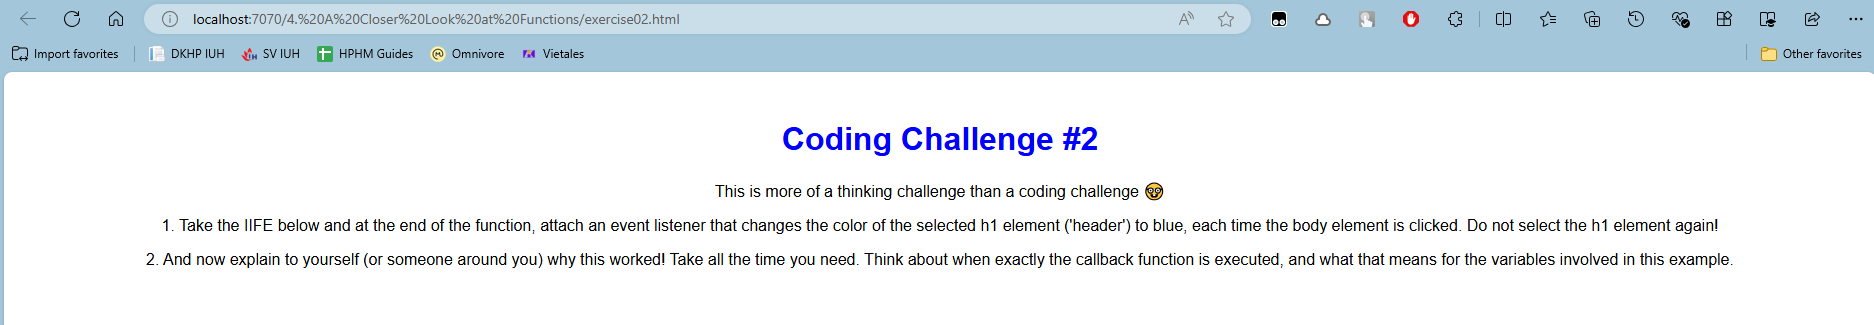 localhost:7070/4.%20A%20Closer%20Look%20at%20Functions/exercise02.html
Import favorites DKHP IUH SV IUH HPHM Guides Omnivore Vietales Other favorites
Coding Challenge #2
This is more of a thinking challenge than a coding challenge 🤓
1. Take the IIFE below and at the end of the function, attach an event listener that changes the color of the selected h1 element ('header') to blue, each time the body element is clicked. Do not select the h1 element again!
2. And now explain to yourself (or someone around you) why this worked! Take all the time you need. Think about when exactly the callback function is executed, and what that means for the variables involved in this example.